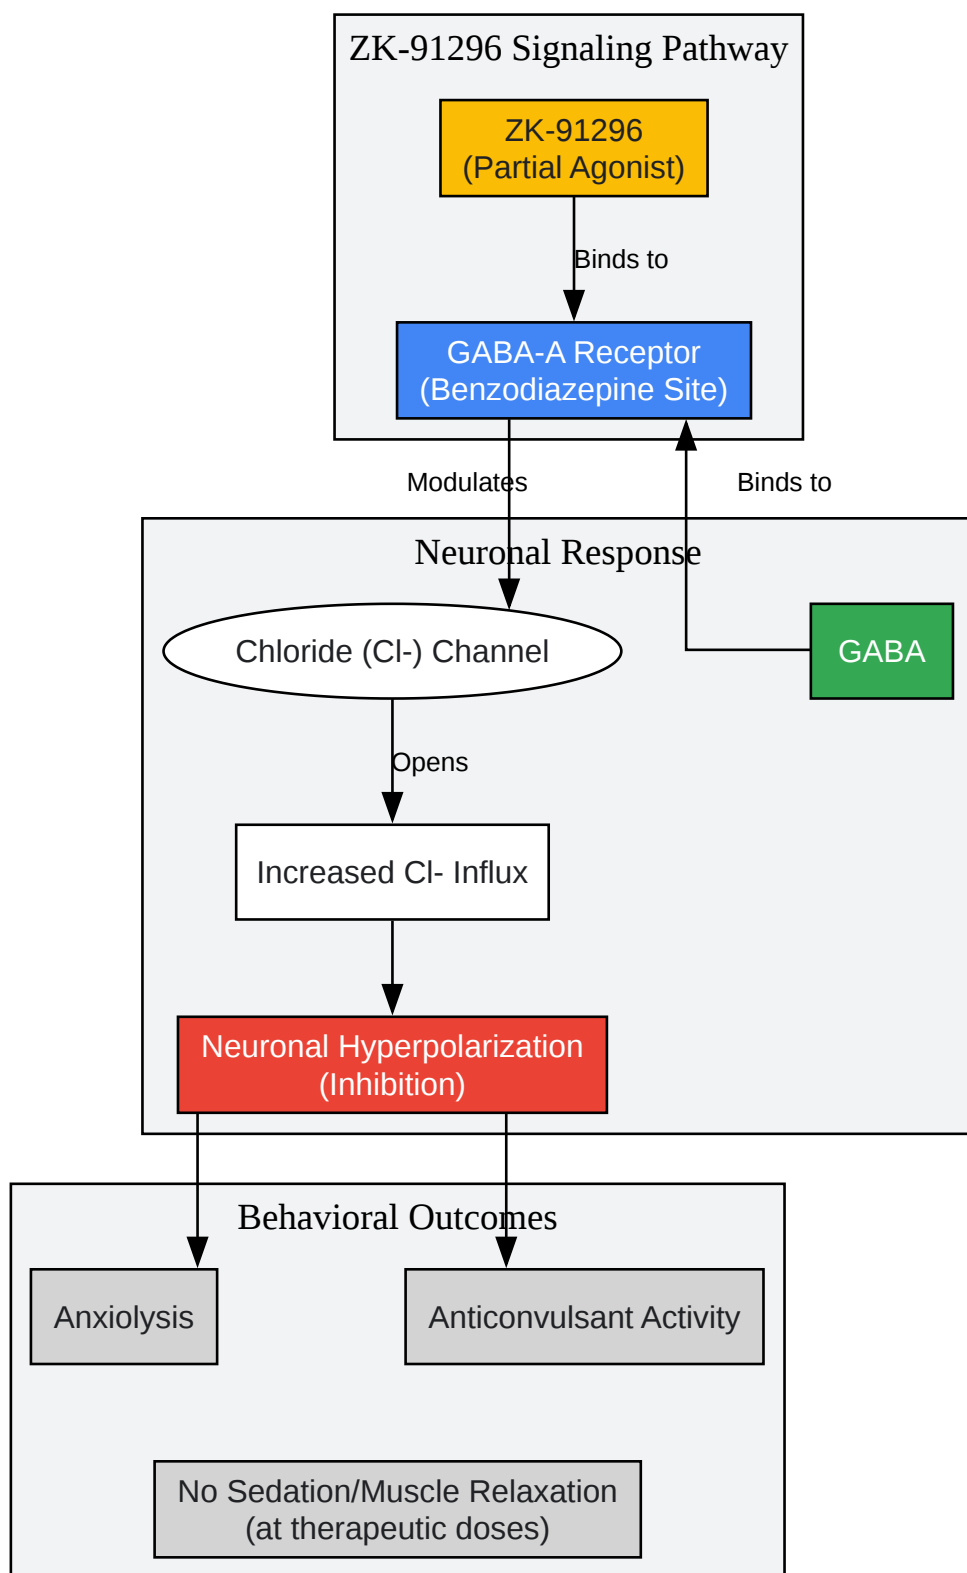 ZK-91296 Signaling Pathway
ZK-91296
(Partial Agonist)
Binds to
GABA-A Receptor
(Benzodiazepine Site)
Modulates
Binds to
Neuronal Response
Chloride (Cl-) Channel
GABA
Opens
Increased Cl- Influx
Neuronal Hyperpolarization
(Inhibition)
Behavioral Outcomes
Anxiolysis
Anticonvulsant Activity
No Sedation/Muscle Relaxation
(at therapeutic doses)